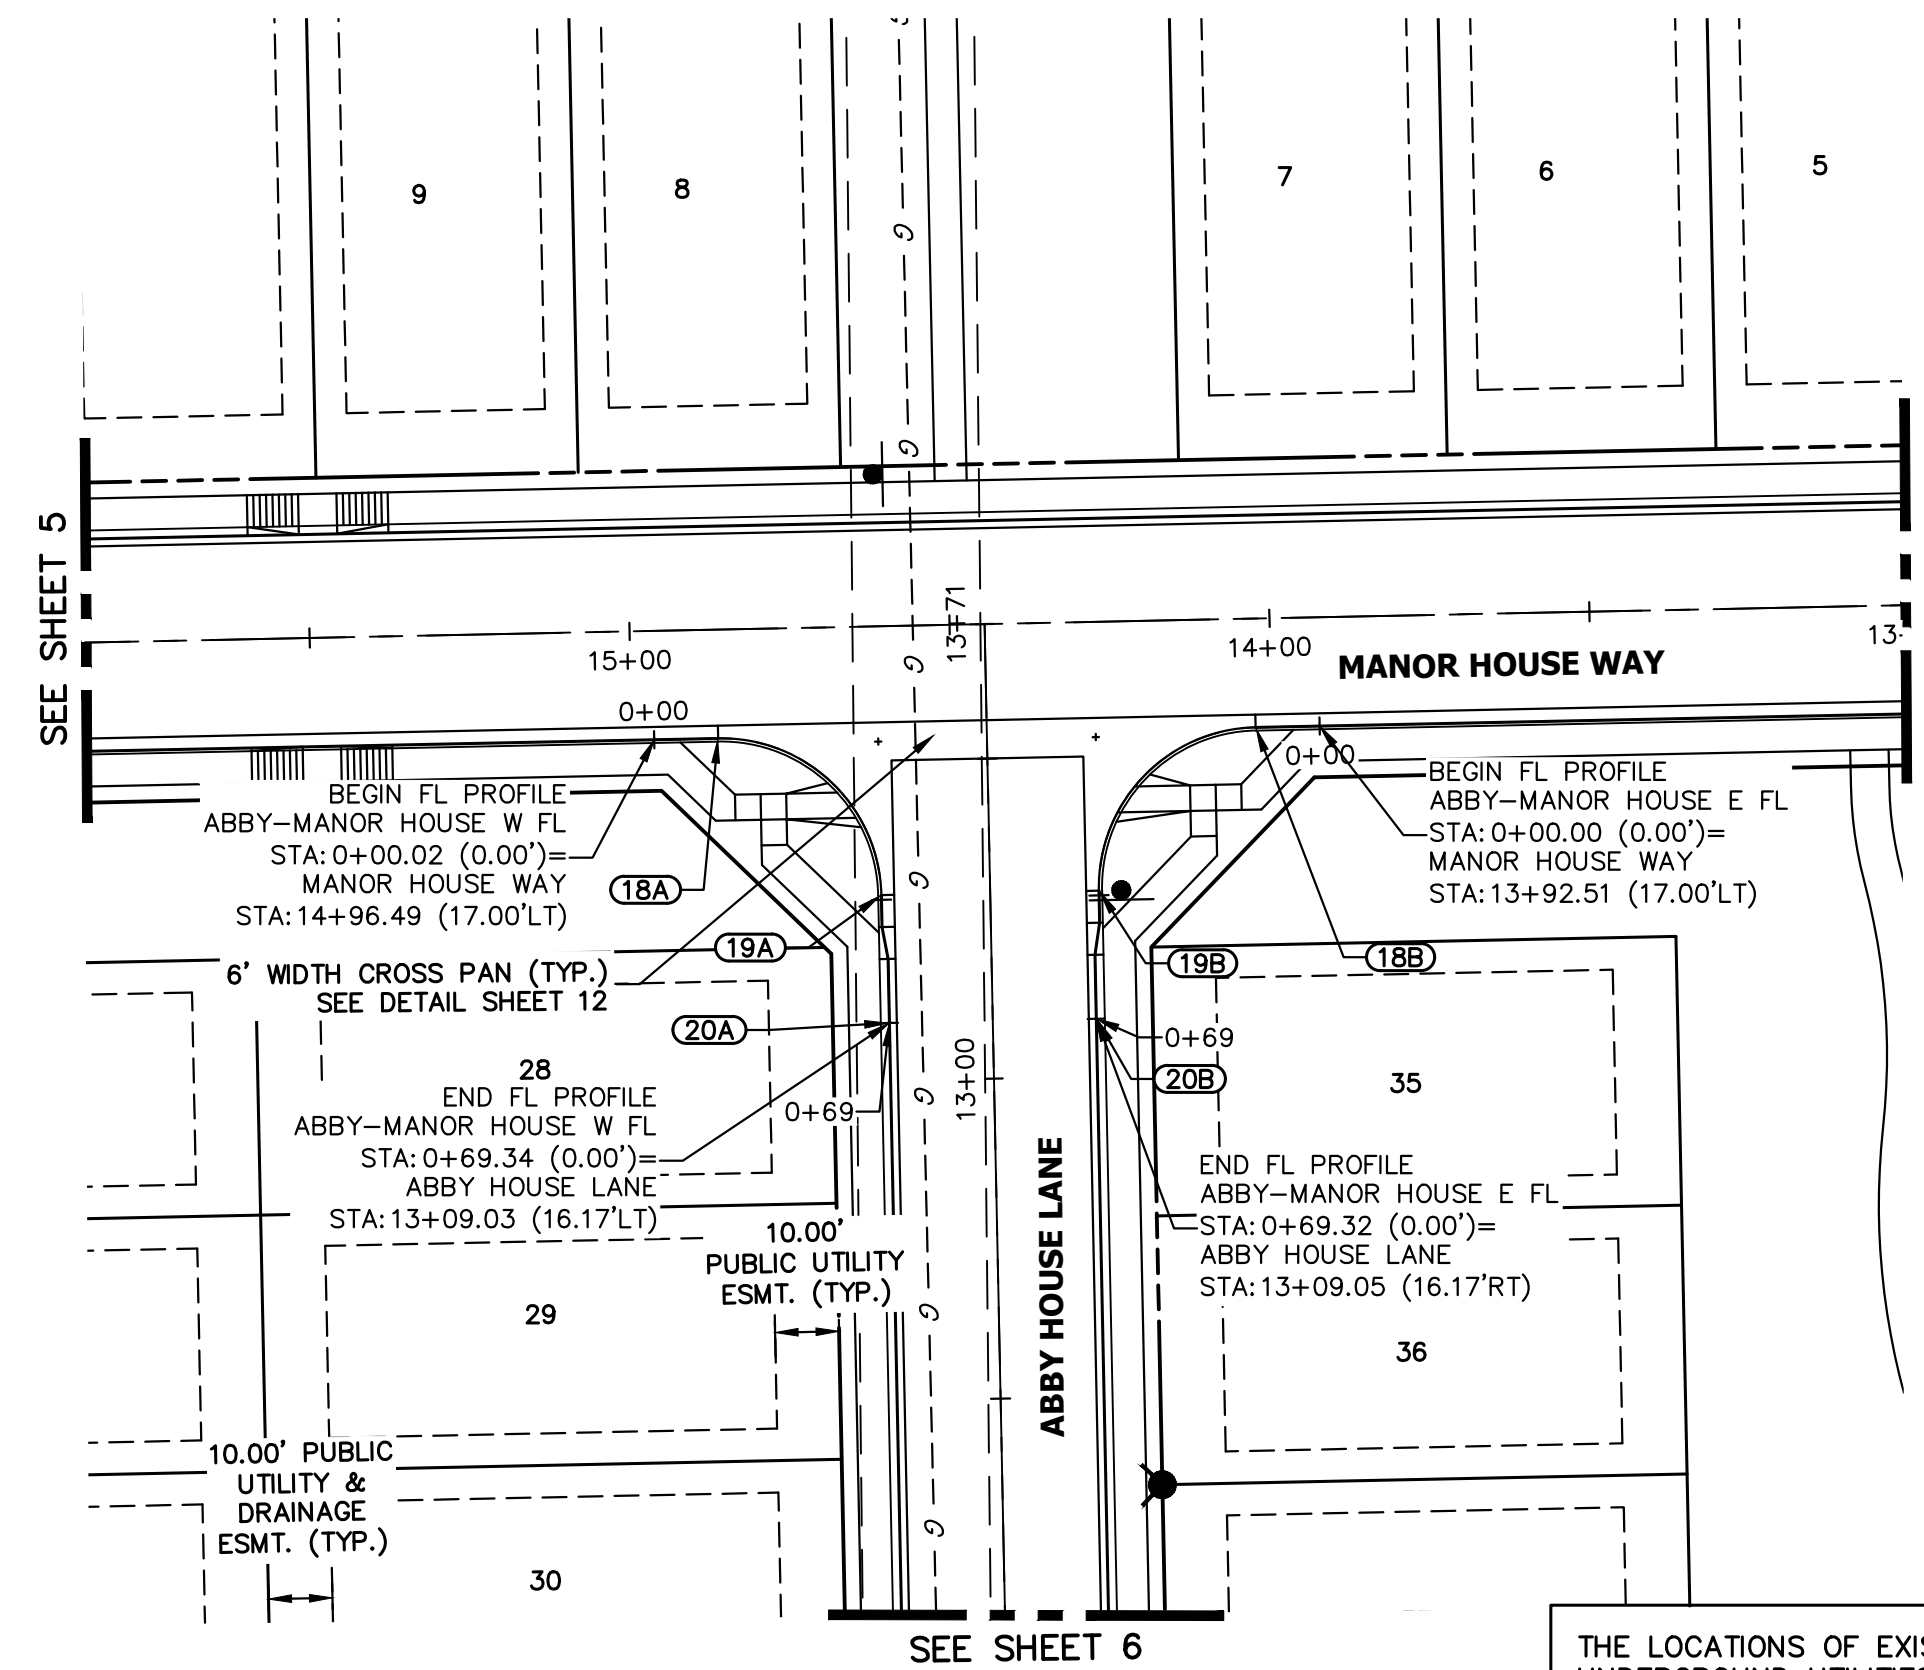 9
8
7
6
5
G
G
G
SEE SHEET 5
13+71
15+00
14+00
13-
MANOR HOUSE WAY
G
0+00
0+00
BEGIN FL PROFILE
ABBY-MANOR HOUSE W FL
STA:0+00.02 (0.00')=
MANOR HOUSE WAY
STA:14+96.49 (17.00'LT)
18A
BEGIN FL PROFILE
ABBY-MANOR HOUSE E FL
STA:0+00.00 (0.00')=
MANOR HOUSE WAY
STA:13+92.51 (17.00'LT)
G
19A
19B
18B
6' WIDTH CROSS PAN (TYP.)
SEE DETAIL SHEET 12
20A
0+69
20B
28
35
13+00
G
END FL PROFILE
ABBY-MANOR HOUSE W FL
STA:0+69.34 (0.00')=
ABBY HOUSE LANE
STA:13+09.03 (16.17'LT)
0+69
ABBY HOUSE LANE
END FL PROFILE
ABBY-MANOR HOUSE E FL
STA:0+69.32 (0.00')=
ABBY HOUSE LANE
STA:13+09.05 (16.17'RT)
10.00'
PUBLIC UTILITY
ESMT. (TYP.)
29
G
36
10.00' PUBLIC
UTILITY &
DRAINAGE
ESMT. (TYP.)
G
30
SEE SHEET 6
THE LOCATIONS OF